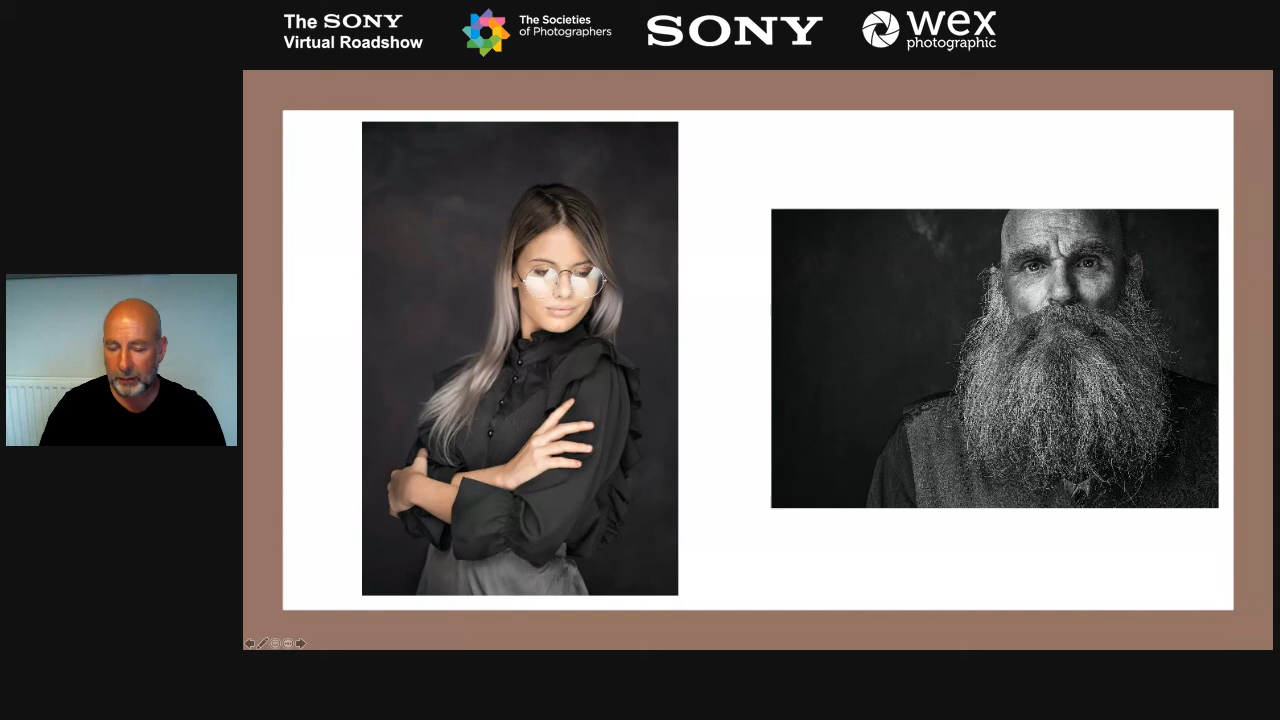 The SONY
Virtual Roadshow
The Societies
of Photographers
SONY
wex
photographic